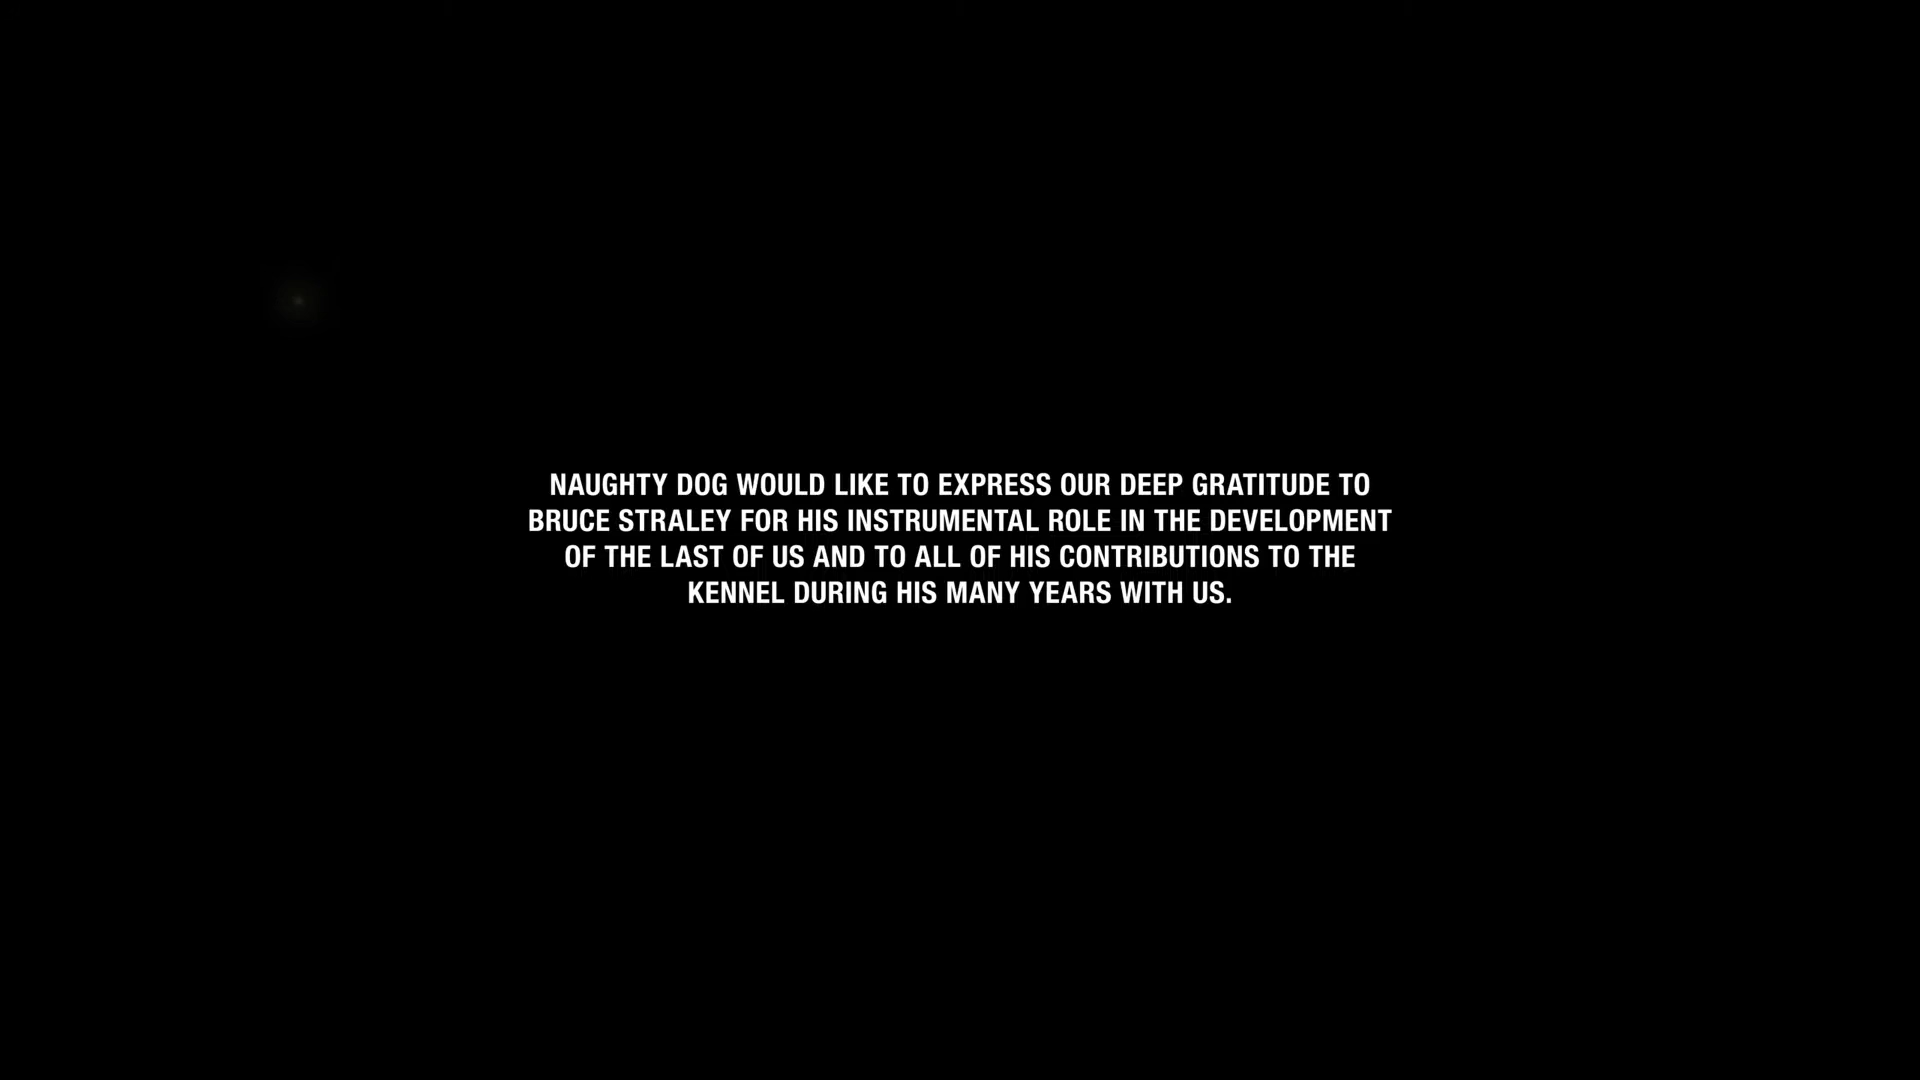 NAUGHTY DOG WOULD LIKE TO EXPRESS OUR DEEP GRATITUDE TO
BRUCE STRALEY FOR HIS INSTRUMENTAL ROLE IN THE DEVELOPMENT
OF THE LAST OF US AND TO ALL OF HIS CONTRIBUTIONS TO THE
KENNEL DURING HIS MANY YEARS WITH US.